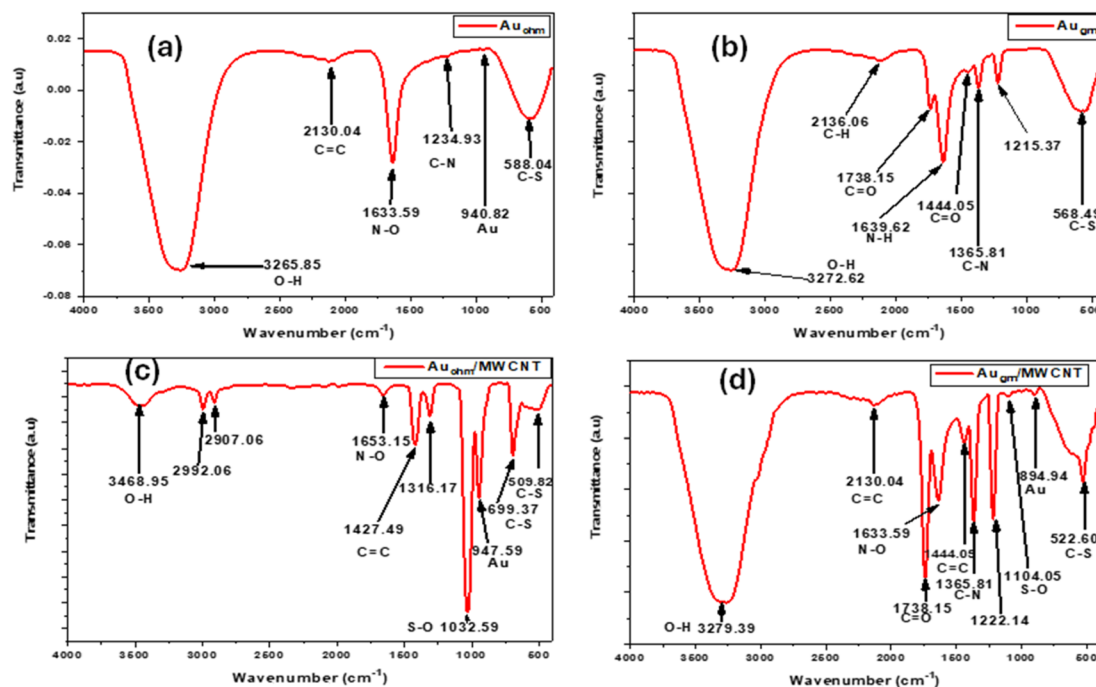 (a)
Au_ohm
Transmittance (a.u)
0.02
0.00
-0.02
-0.04
-0.06
-0.08
2130.04
C=C
1234.93
C-N
588.04
C-S
1633.59
N-O
940.82
Au
3265.85
O-H
4000 3500 3000 2500 2000 1500 1000 500
Wavenumber (cm⁻¹)
(b)
Au_gm
Transmittance (a.u)
2136.06
C-H
1738.15
C=O
1639.62
N-H
1444.05
C=O
1365.81
C-N
1215.37
568.49
C-S
O-H
3272.62
4000 3500 3000 2500 2000 1500 1000 500
Wavenumber (cm⁻¹)
(c)
Au_ohm/MWCNT
Transmittance (a.u)
3468.95
O-H
2992.06
2907.06
1653.15
N-O
1427.49
C=C
1316.17
S-O 1032.59
947.59
Au
699.37
C-S
509.82
C-S
4000 3500 3000 2500 2000 1500 1000 500
Wavenumber (cm⁻¹)
(d)
Au_gm/MWCNT
Transmittance (a.u)
O-H 3279.39
2130.04
C=C
1633.59
N-O
1738.15
C=O
1444.05
C=C
1365.81
C-N
1222.14
1104.05
S-O
894.94
Au
522.60
C-S
4000 3500 3000 2500 2000 1500 1000 500
Wavenumber (cm⁻¹)